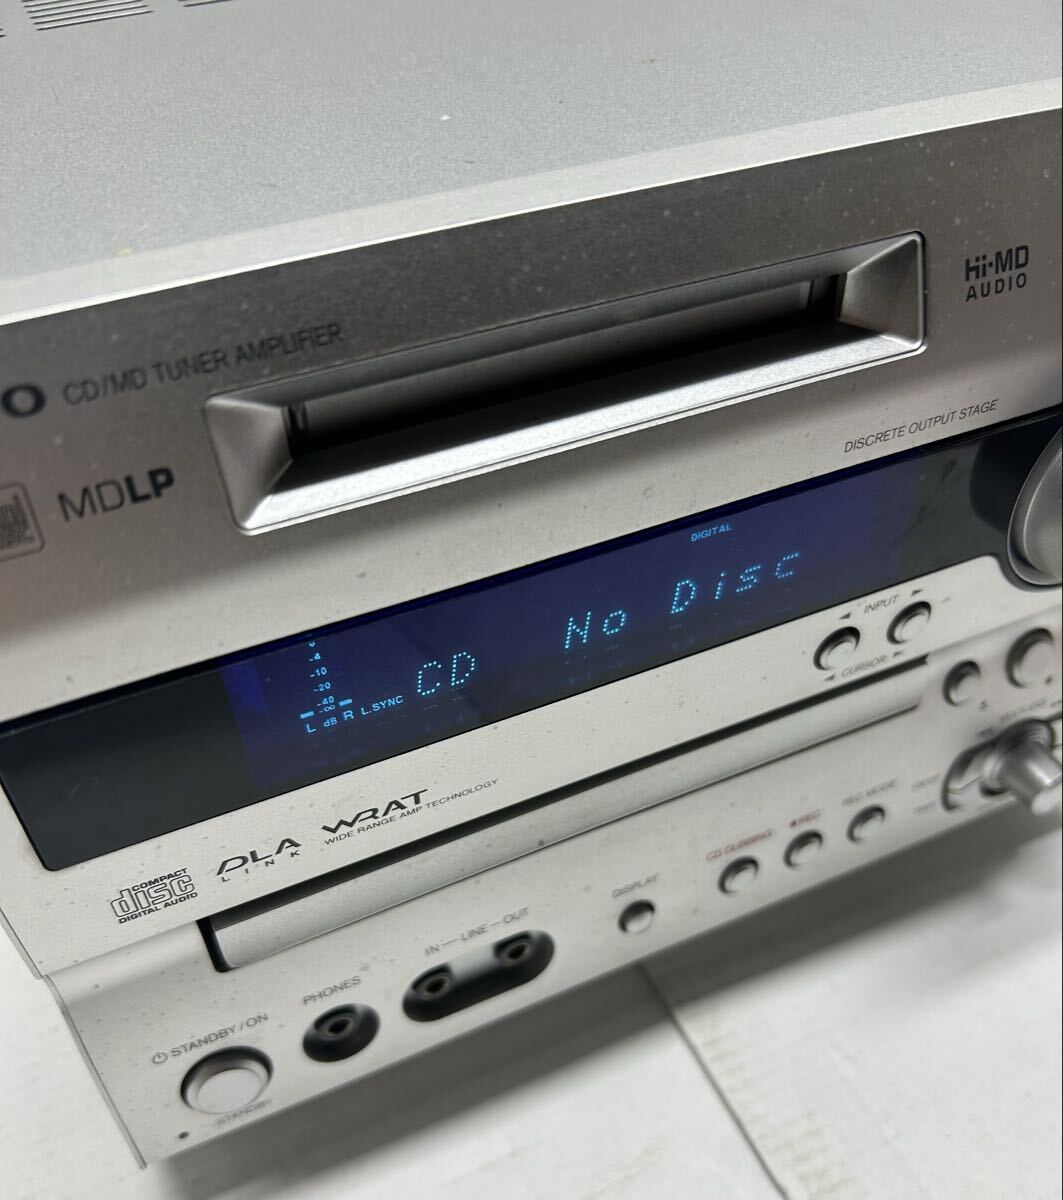 O CD/MD TUNER AMPLIFIER
Hi-MD
AUDIO
MDLP
DISCRETE OUTPUT STAGE
DIGITAL
CD No Disc
0
-4
-10
-20
-40
-∞
L dB R L.SYNC
INPUT
CURSOR
DLA
LINK
WRAT
WIDE RANGE AMP TECHNOLOGY
COMPACT
disc
DIGITAL AUDIO
CD DUBBING
REC
REC MODE
DISPLAY
IN — LINE — OUT
PHONES
STANDBY/ON
STANDBY